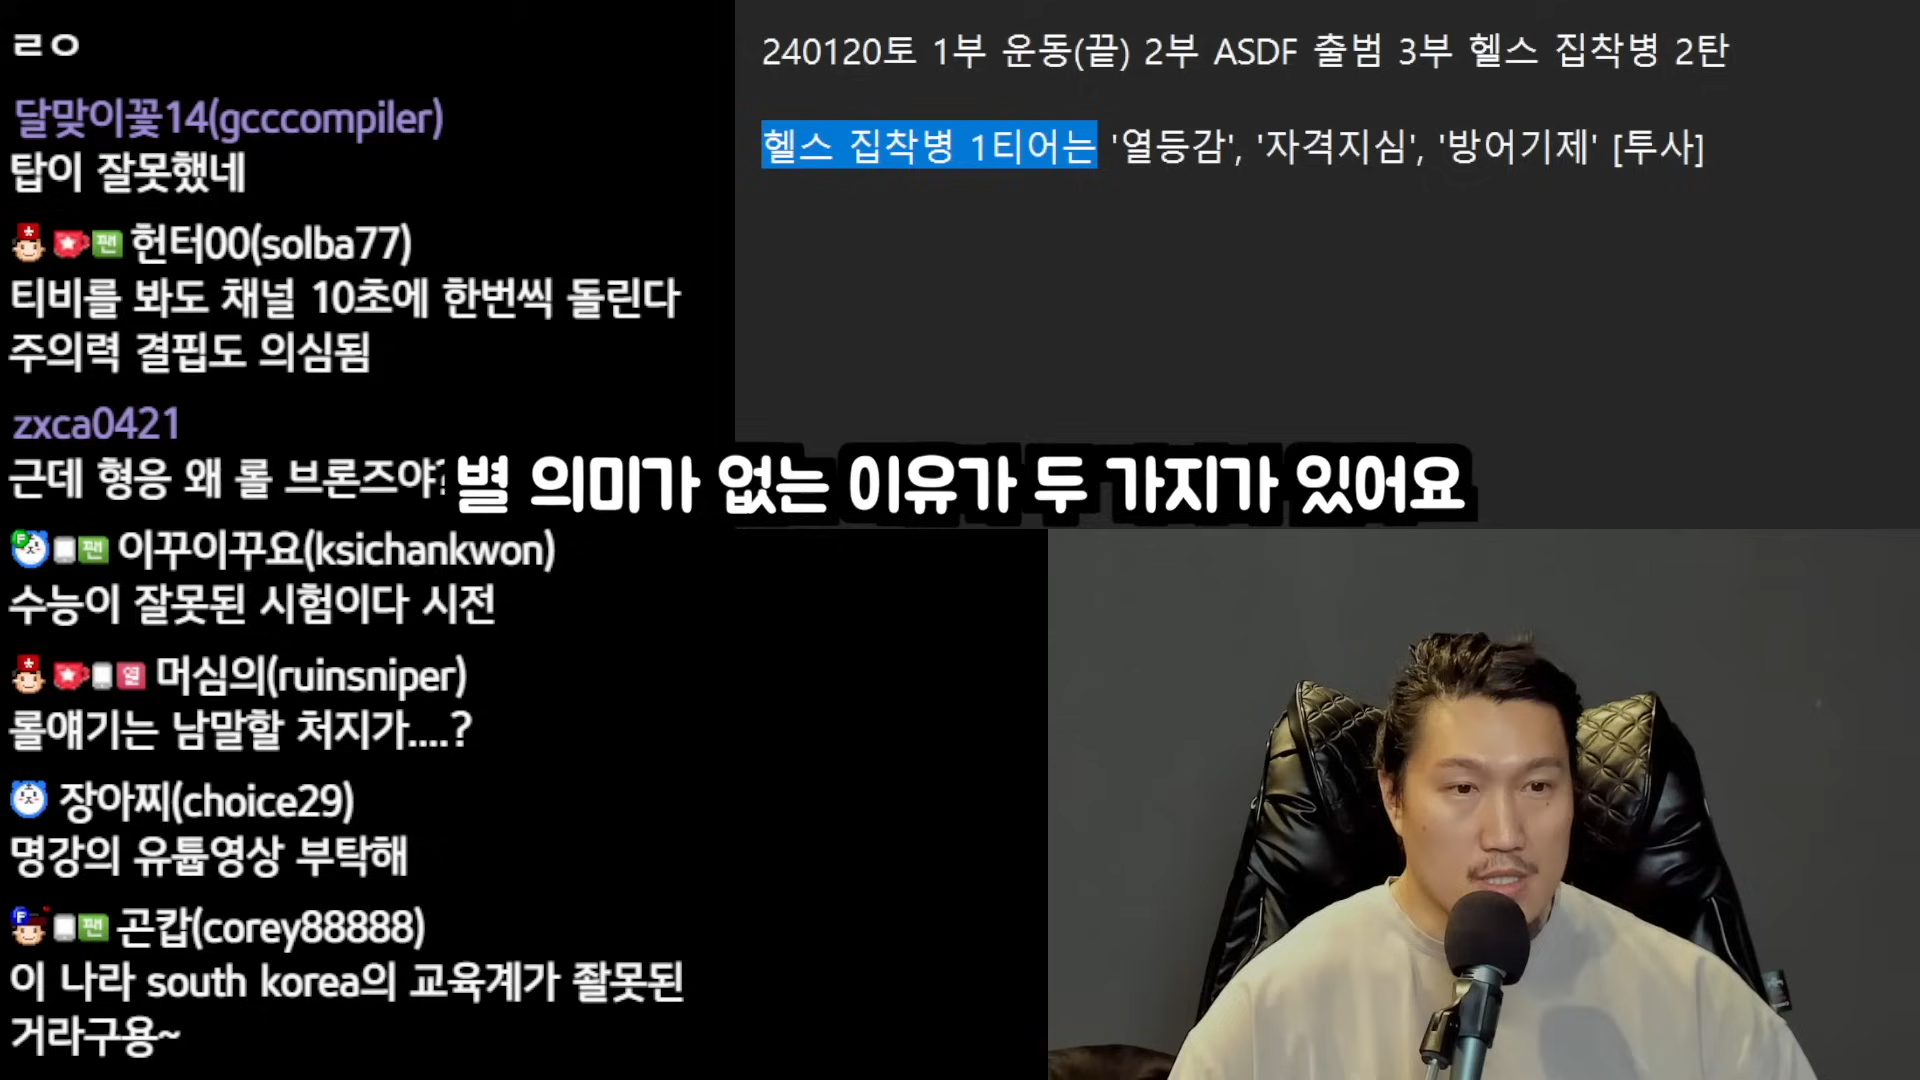 ㄹㅇ
달맞이꽃14(gcccompiler)
탑이 잘못했네
팬 헌터00(solba77)
티비를 봐도 채널 10초에 한번씩 돌린다
주의력 결핍도 의심됨
zxca0421
근데 형응 왜 롤 브론즈야?
팬 이꾸이꾸요(ksichankwon)
수능이 잘못된 시험이다 시전
열 머심의(ruinsniper)
롤얘기는 남말할 처지가....?
장아찌(choice29)
명강의 유튭영상 부탁해
팬 곤캅(corey88888)
이 나라 south korea의 교육계가 좔못된
거라구용~
240120토 1부 운동(끝) 2부 ASDF 출범 3부 헬스 집착병 2탄
헬스 집착병 1티어는 '열등감', '자격지심', '방어기제' [투사]
별 의미가 없는 이유가 두 가지가 있어요